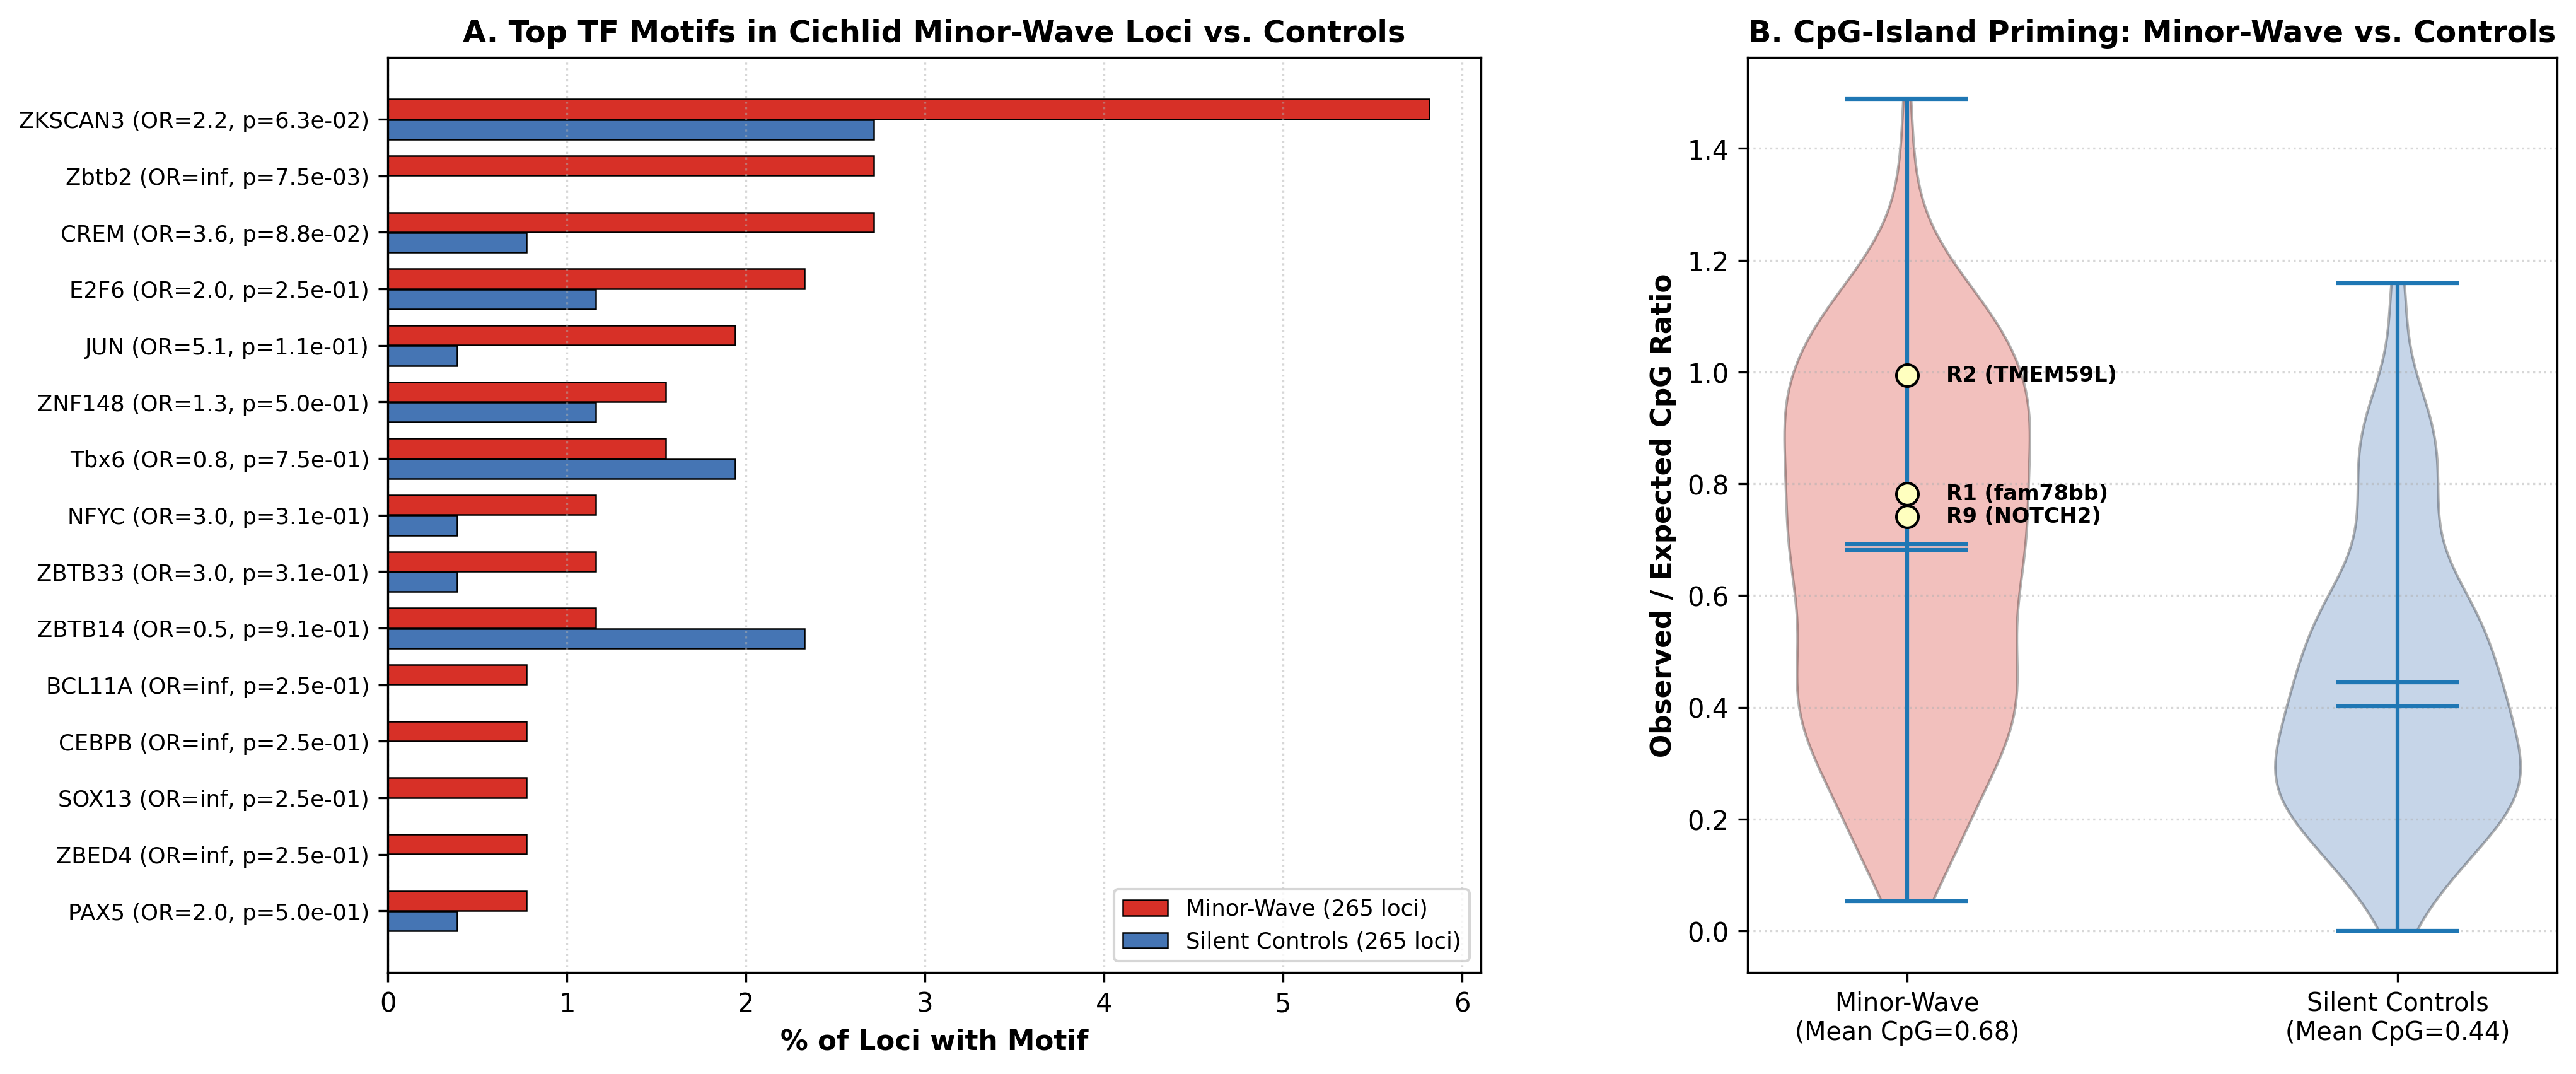 A. Top TF Motifs in Cichlid Minor-Wave Loci vs. Controls
ZKSCAN3 (OR=2.2, p=6.3e-02)
Zbtb2 (OR=inf, p=7.5e-03)
CREM (OR=3.6, p=8.8e-02)
E2F6 (OR=2.0, p=2.5e-01)
JUN (OR=5.1, p=1.1e-01)
ZNF148 (OR=1.3, p=5.0e-01)
Tbx6 (OR=0.8, p=7.5e-01)
NFYC (OR=3.0, p=3.1e-01)
ZBTB33 (OR=3.0, p=3.1e-01)
ZBTB14 (OR=0.5, p=9.1e-01)
BCL11A (OR=inf, p=2.5e-01)
CEBPB (OR=inf, p=2.5e-01)
SOX13 (OR=inf, p=2.5e-01)
ZBED4 (OR=inf, p=2.5e-01)
PAX5 (OR=2.0, p=5.0e-01)
Minor-Wave (265 loci)
Silent Controls (265 loci)
0 1 2 3 4 5 6
% of Loci with Motif
B. CpG-Island Priming: Minor-Wave vs. Controls
Observed / Expected CpG Ratio
1.4
1.2
1.0
0.8
0.6
0.4
0.2
0.0
R2 (TMEM59L)
R1 (fam78bb)
R9 (NOTCH2)
Minor-Wave
(Mean CpG=0.68)
Silent Controls
(Mean CpG=0.44)